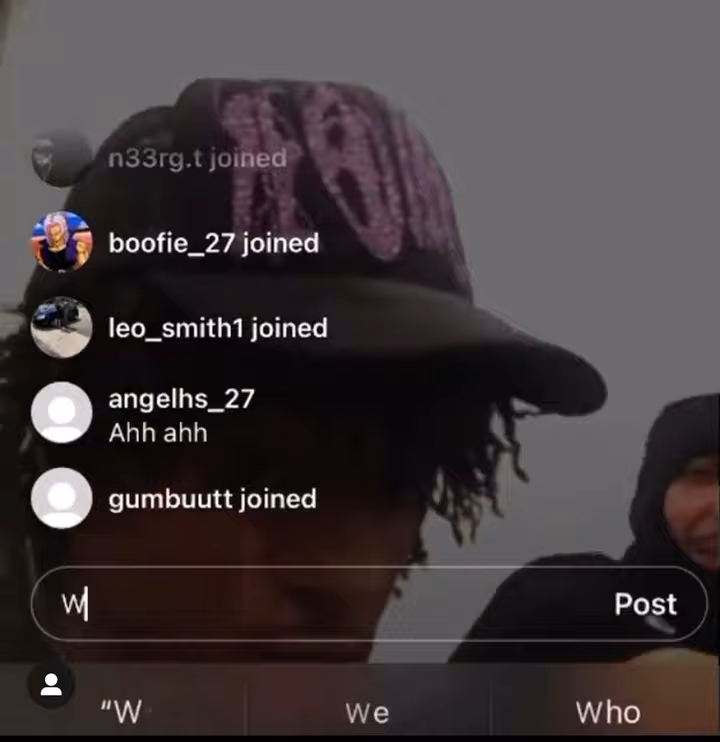 n33rg.t joined
boofie_27 joined
leo_smith1 joined
angelhs_27
Ahh ahh
gumbuutt joined
W
Post
“W
We
Who